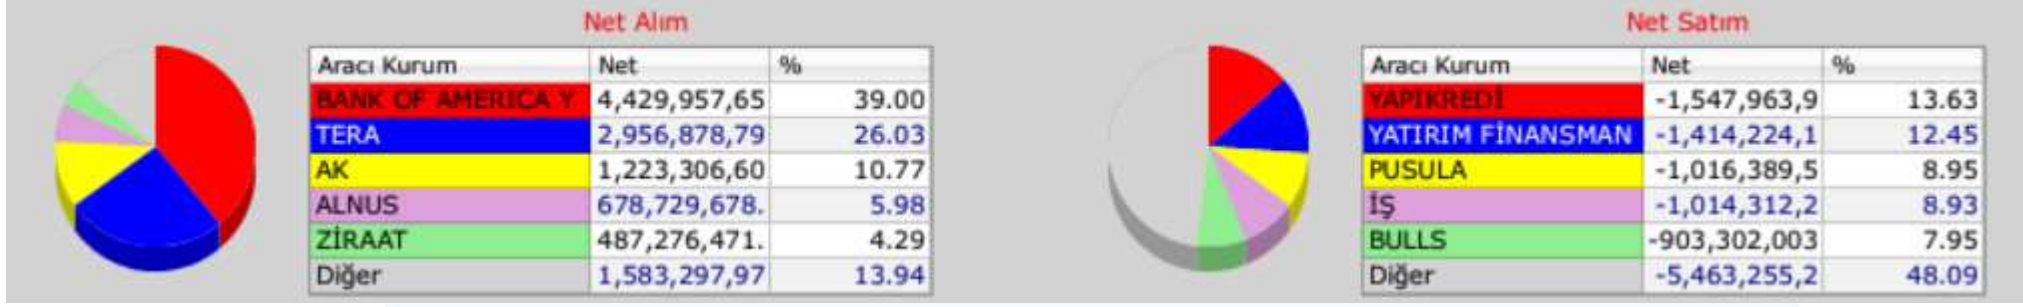 Net Alım
Aracı Kurum Net %
BANK OF AMERICA Y 4,429,957,65 39.00
TERA 2,956,878,79 26.03
AK 1,223,306,60 10.77
ALNUS 678,729,678. 5.98
ZİRAAT 487,276,471. 4.29
Diğer 1,583,297,97 13.94
Net Satım
Aracı Kurum Net %
YAPIKREDİ -1,547,963,9 13.63
YATIRIM FİNANSMAN -1,414,224,1 12.45
PUSULA -1,016,389,5 8.95
İŞ -1,014,312,2 8.93
BULLS -903,302,003 7.95
Diğer -5,463,255,2 48.09